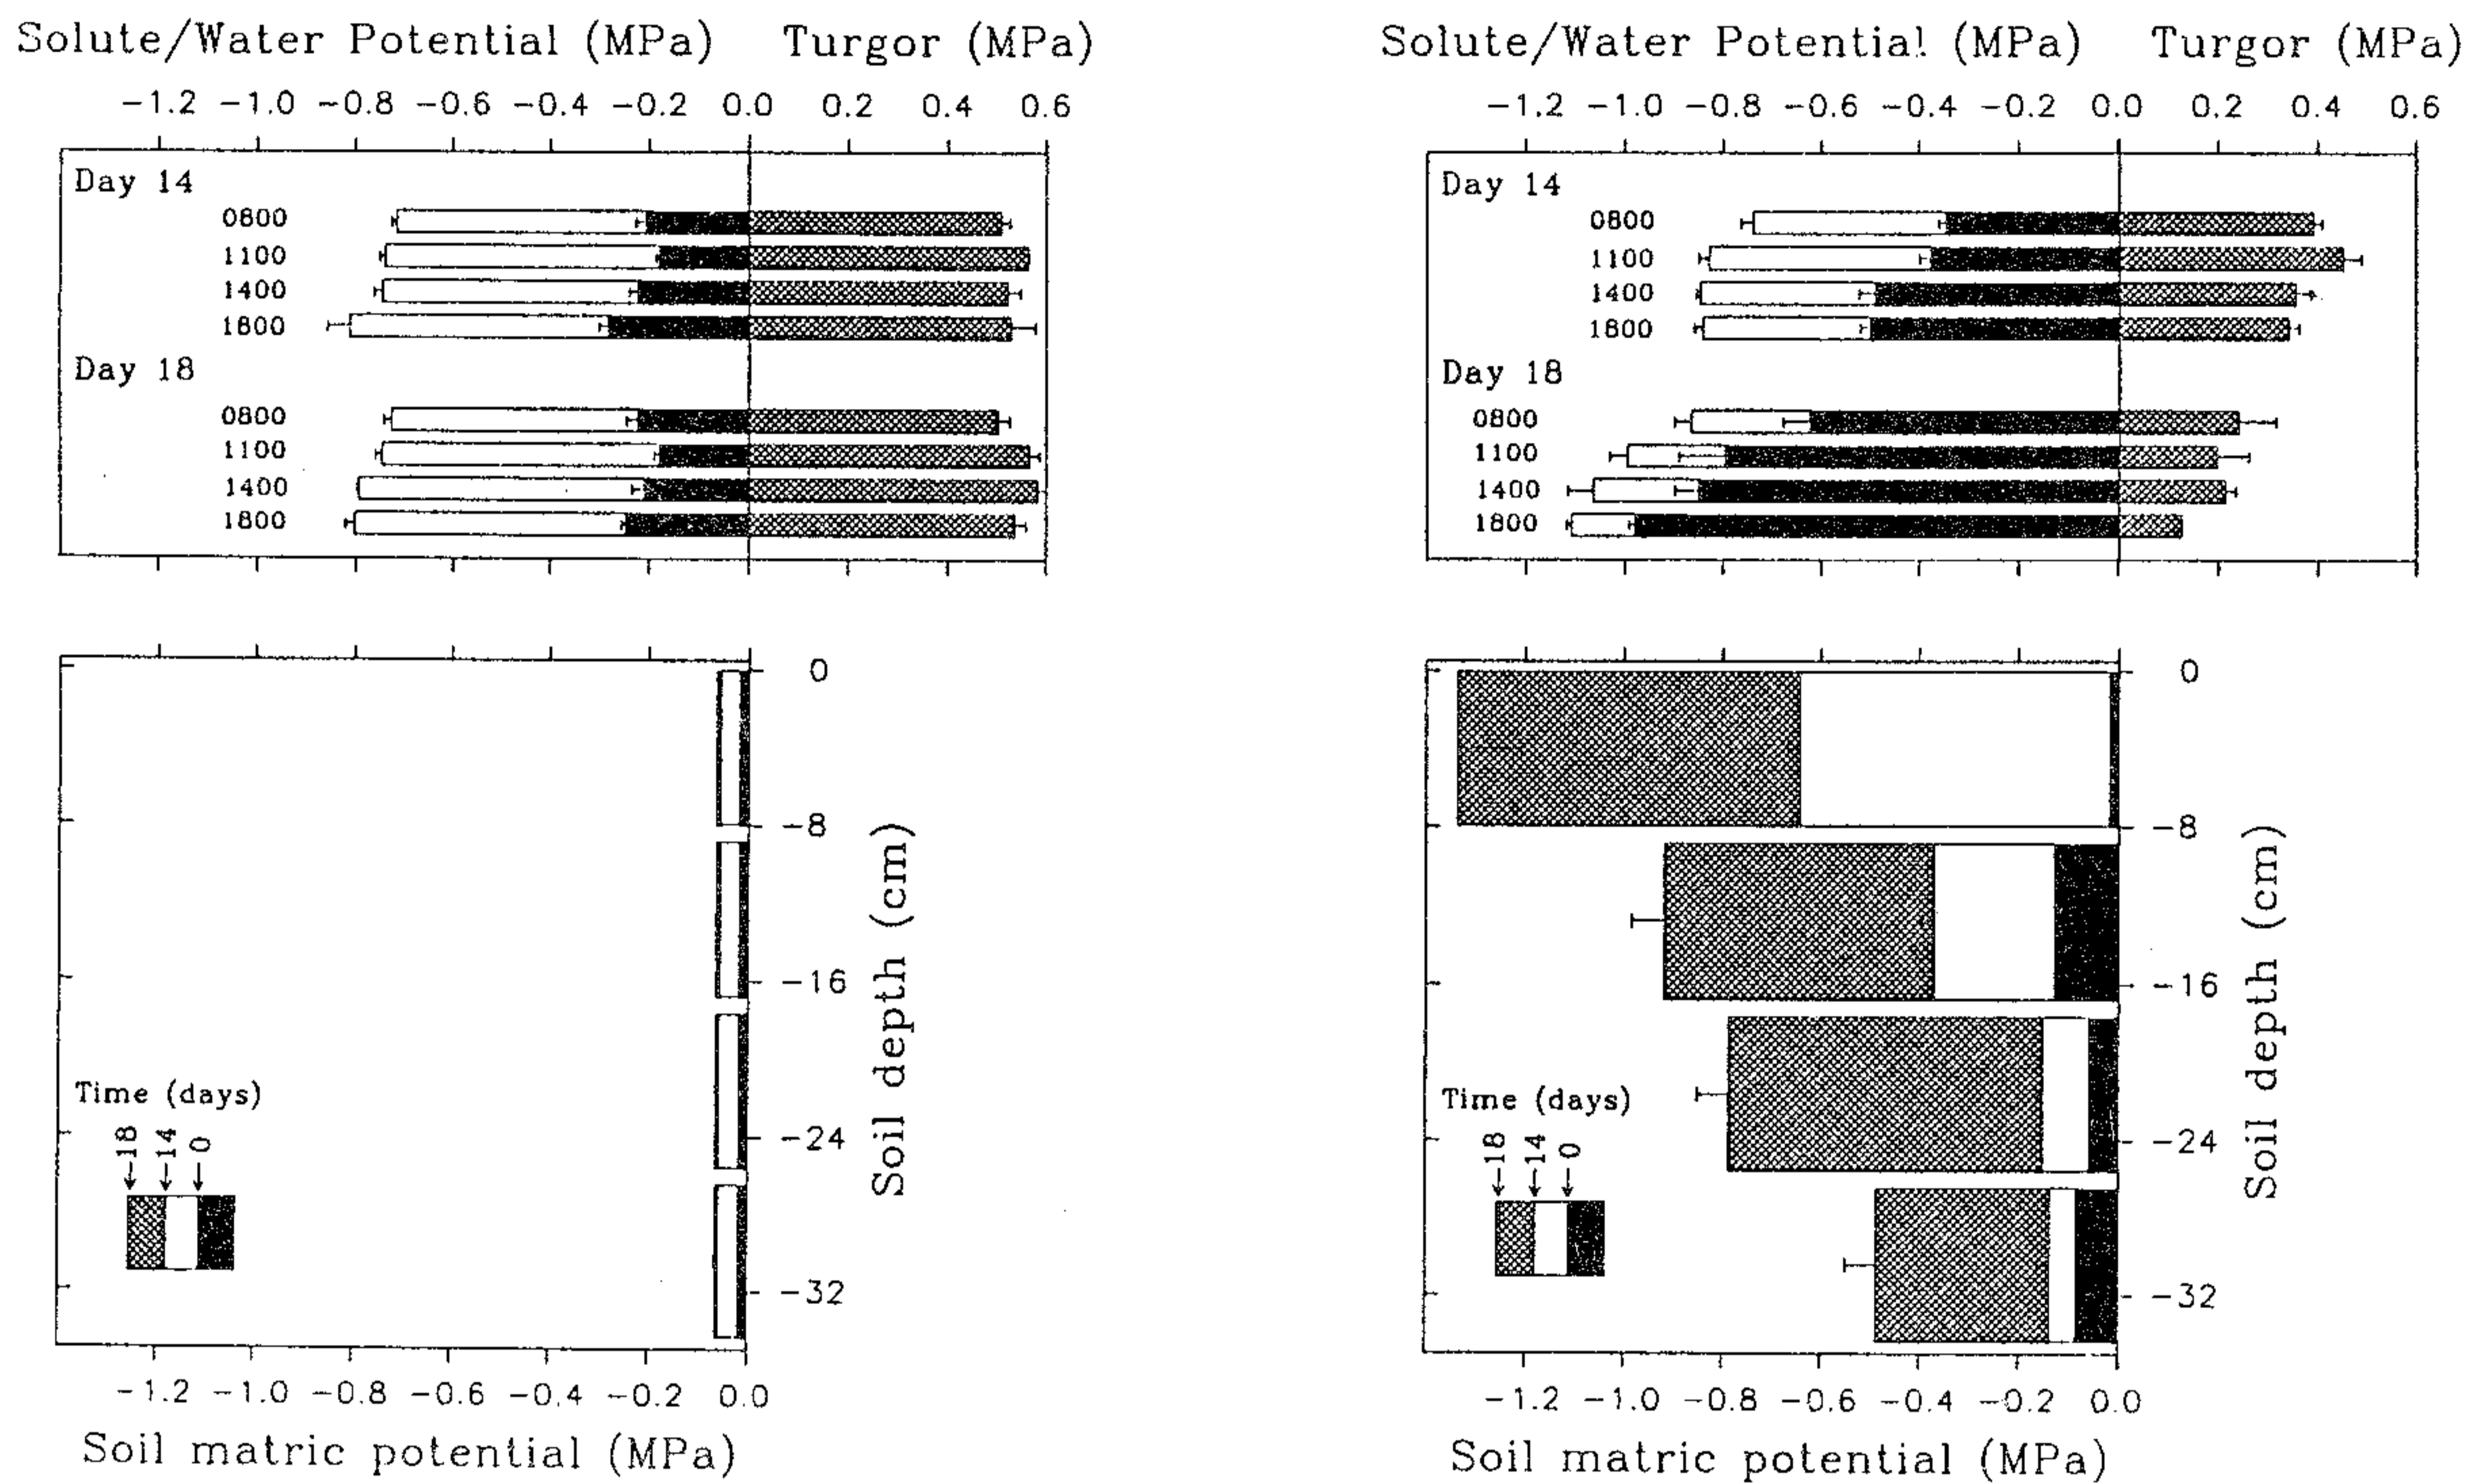 Solute/Water Potential (MPa) Turgor (MPa)
-1.2 -1.0 -0.8 -0.6 -0.4 -0.2 0.0 0.2 0.4 0.6
Day 14
0800
1100
1400
1800
Day 18
0800
1100
1400
1800
0
-8
-16
-24
-32
Soil depth (cm)
Time (days)
18 14 0
-1.2 -1.0 -0.8 -0.6 -0.4 -0.2 0.0
Soil matric potential (MPa)
Solute/Water Potential (MPa) Turgor (MPa)
-1.2 -1.0 -0.8 -0.6 -0.4 -0.2 0.0 0.2 0.4 0.6
Day 14
0800
1100
1400
1800
Day 18
0800
1100
1400
1800
0
-8
-16
-24
-32
Soil depth (cm)
Time (days)
18 14 0
-1.2 -1.0 -0.8 -0.6 -0.4 -0.2 0.0
Soil matric potential (MPa)